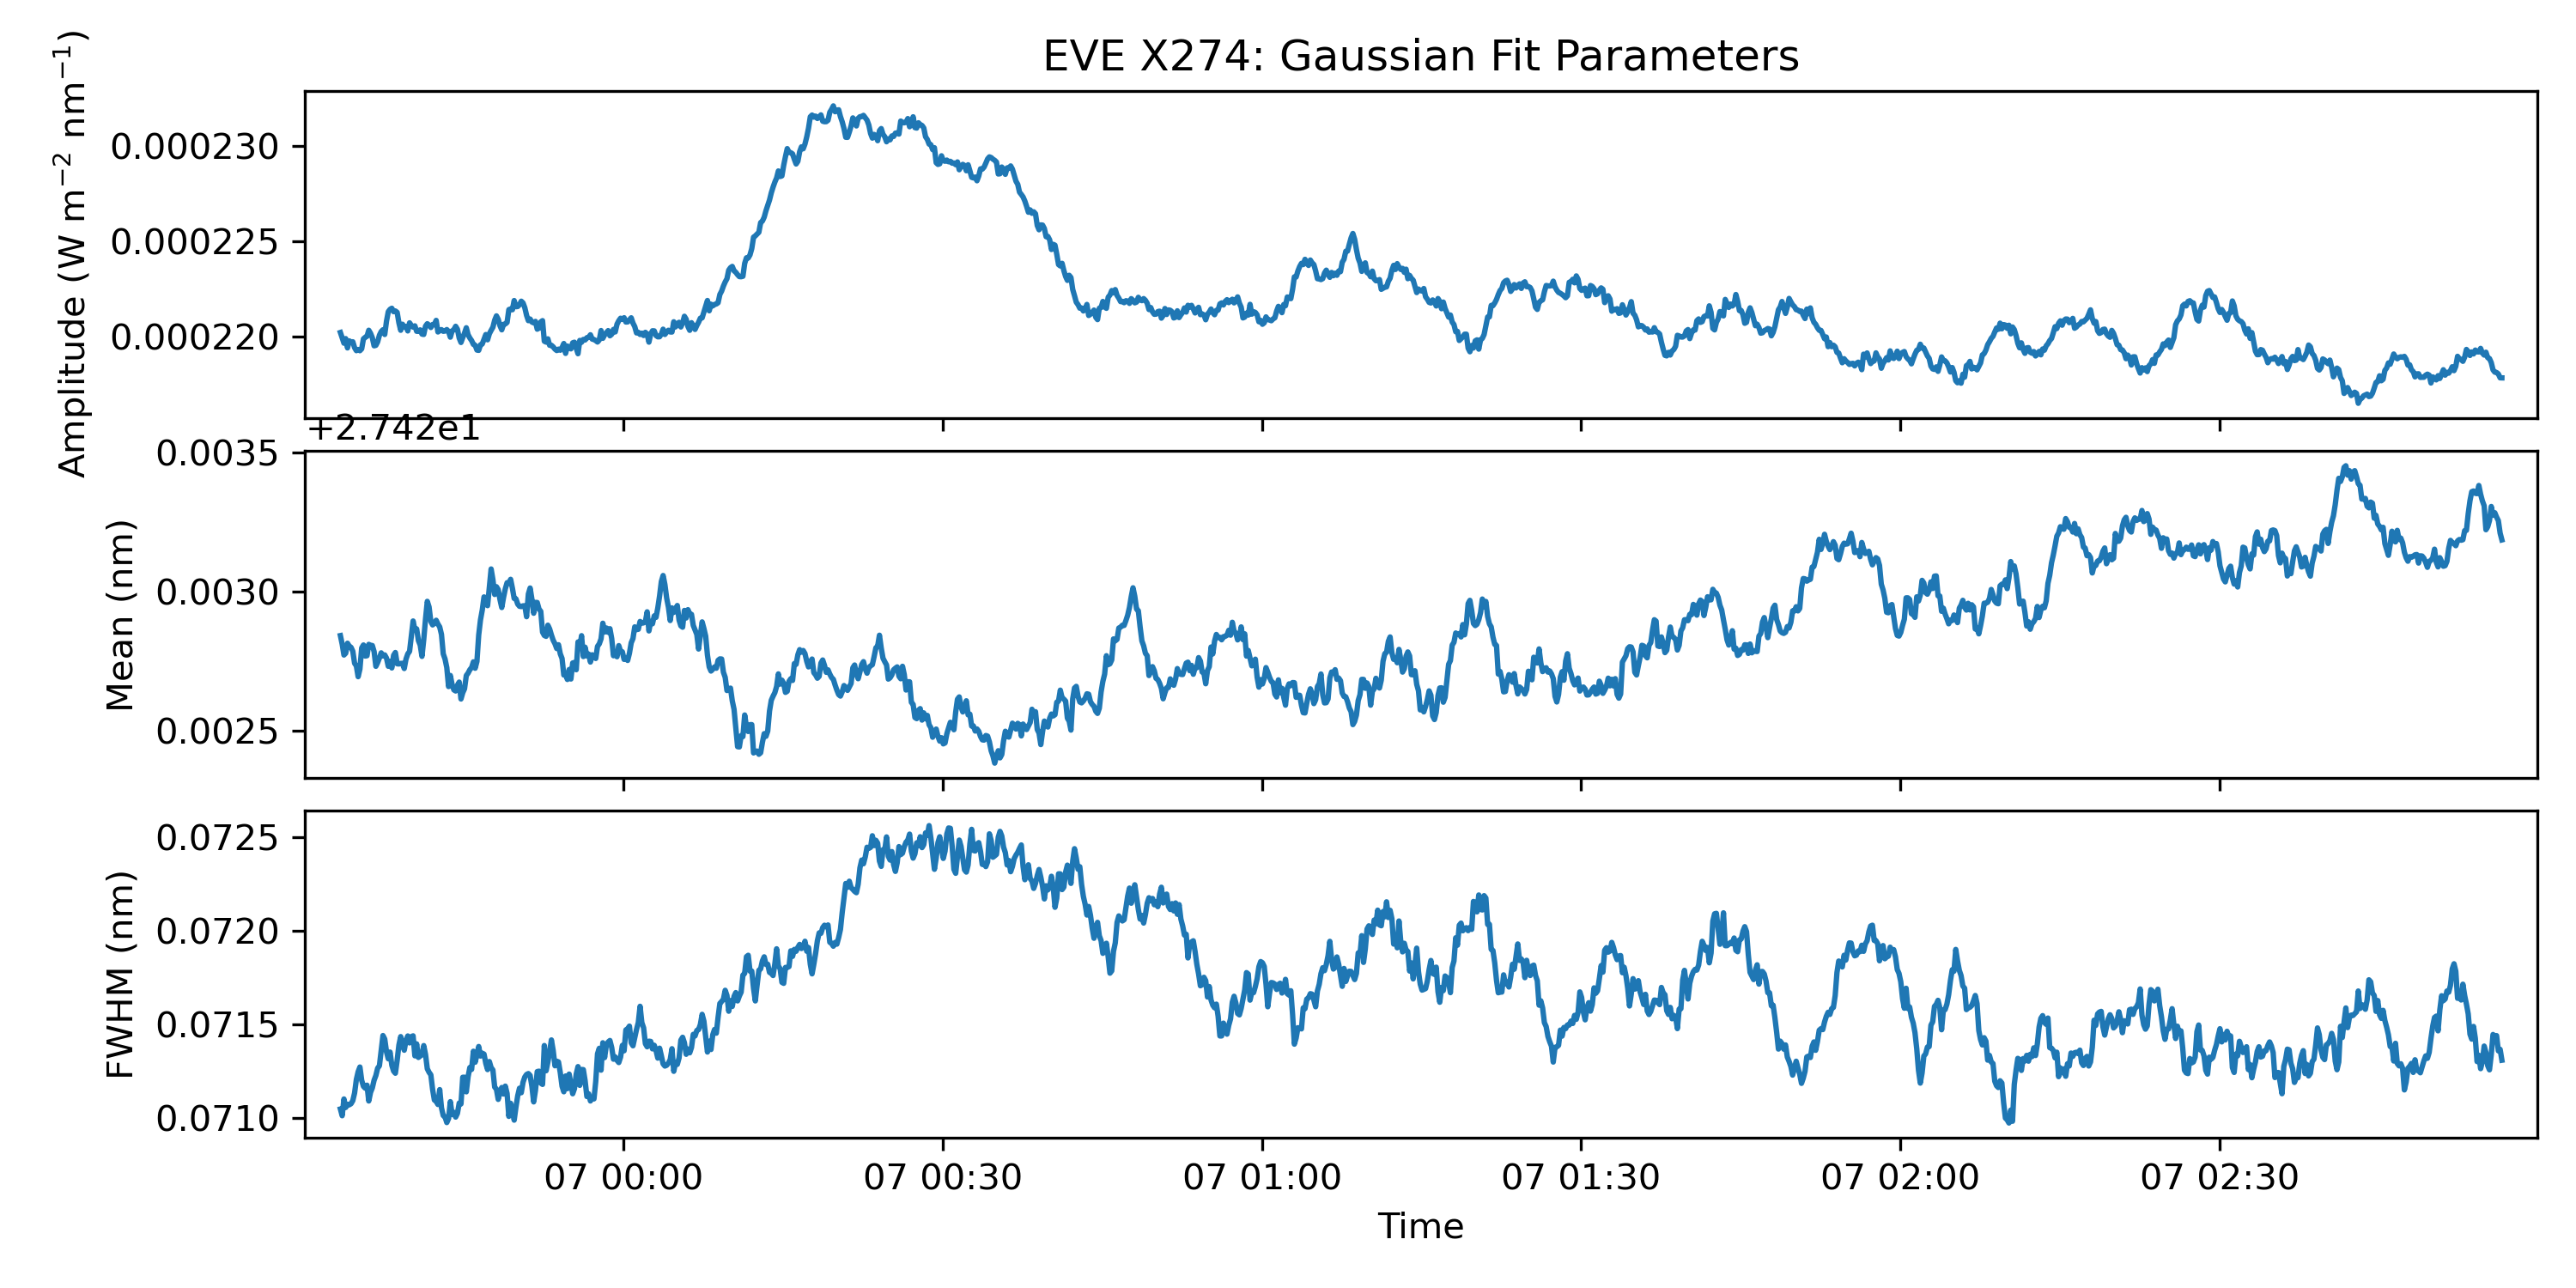 EVE X274: Gaussian Fit Parameters
Amplitude (W m⁻² nm⁻¹)
0.000230
0.000225
0.000220
+2.742e1
Mean (nm)
0.0035
0.0030
0.0025
FWHM (nm)
0.0725
0.0720
0.0715
0.0710
07 00:00 07 00:30 07 01:00 07 01:30 07 02:00 07 02:30
Time